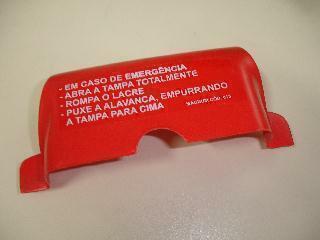 - EM CASO DE EMERGÊNCIA
- ABRA A TAMPA TOTALMENTE
- ROMPA O LACRE
- PUXE A ALAVANCA, EMPURRANDO
A TAMPA PARA CIMA